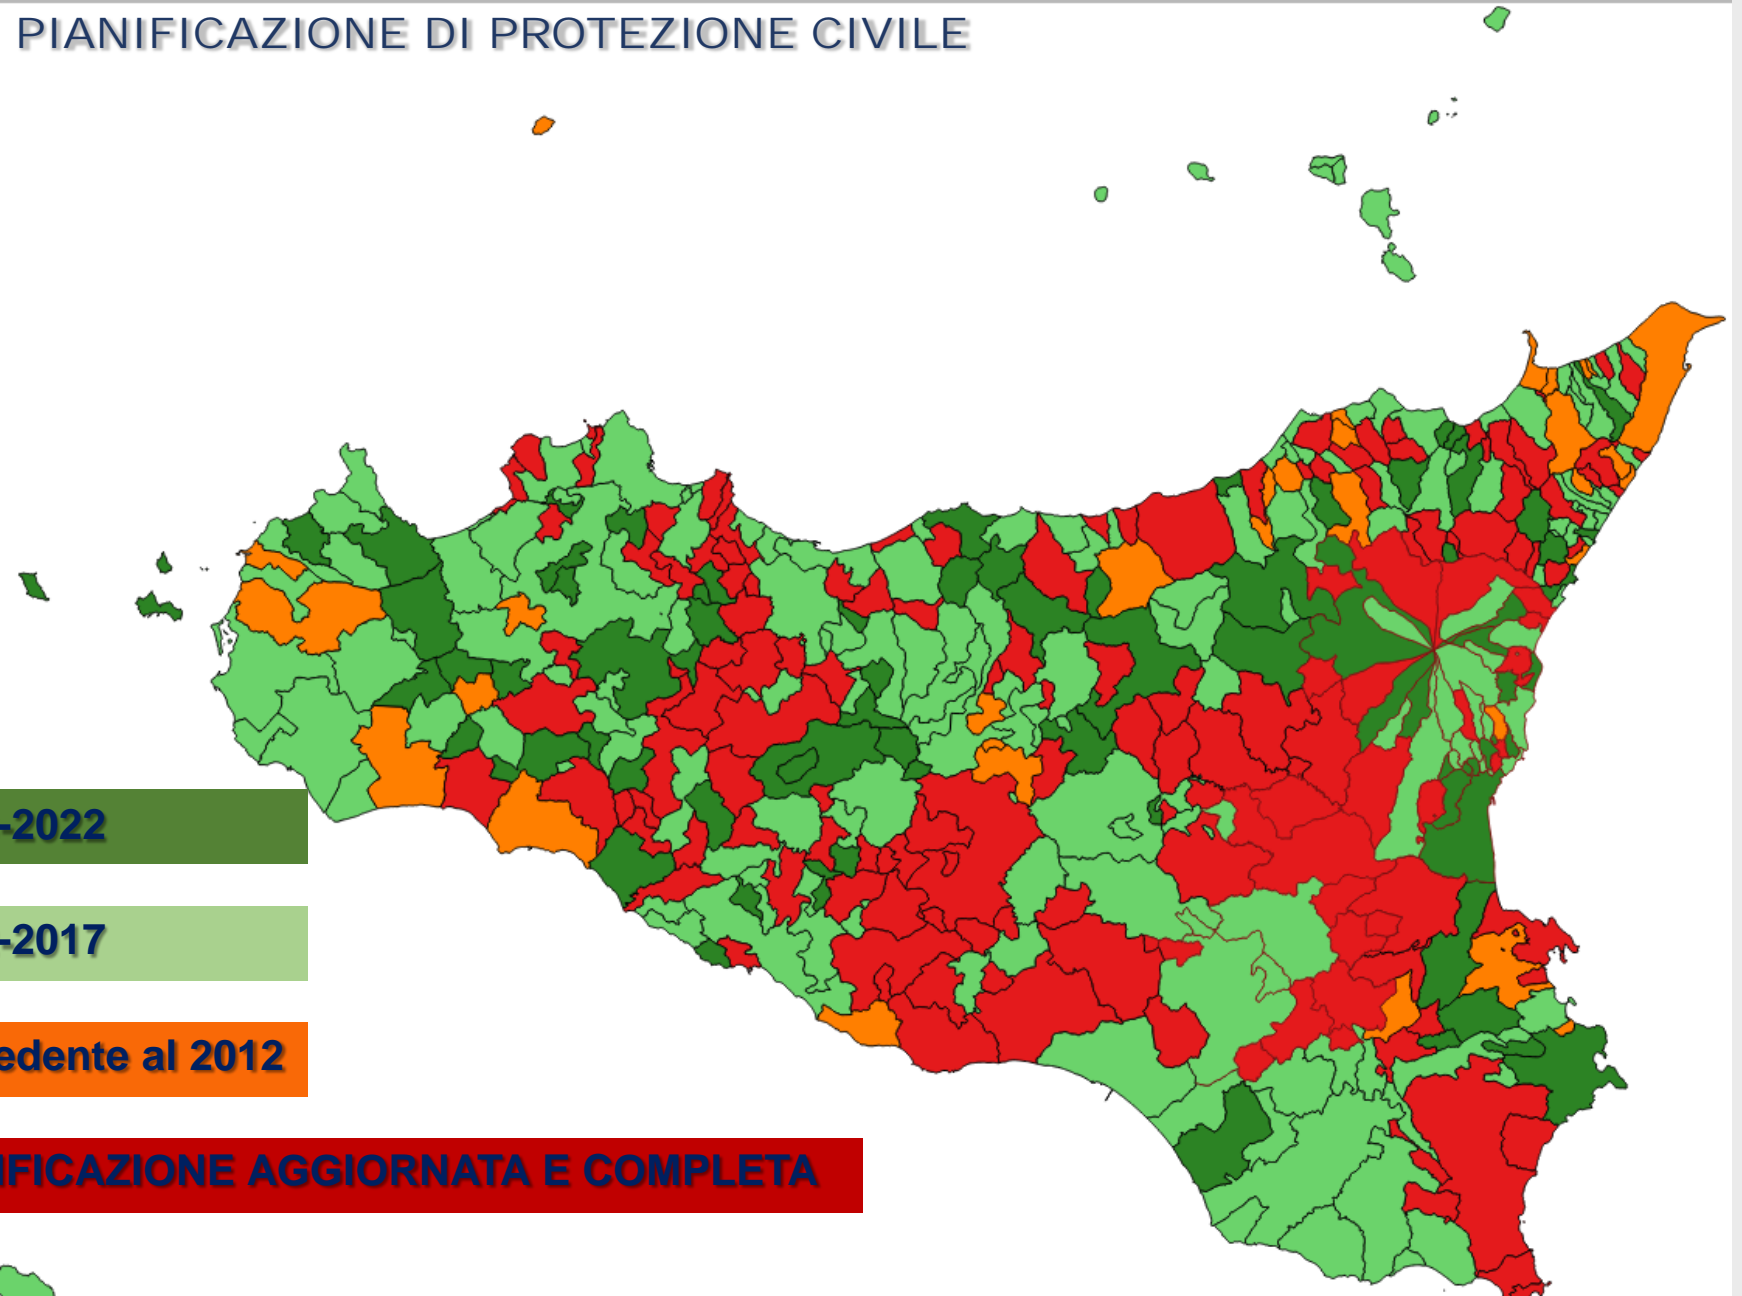 PIANIFICAZIONE DI PROTEZIONE CIVILE
-2022
-2017
edente al 2012
IFICAZIONE AGGIORNATA E COMPLETA